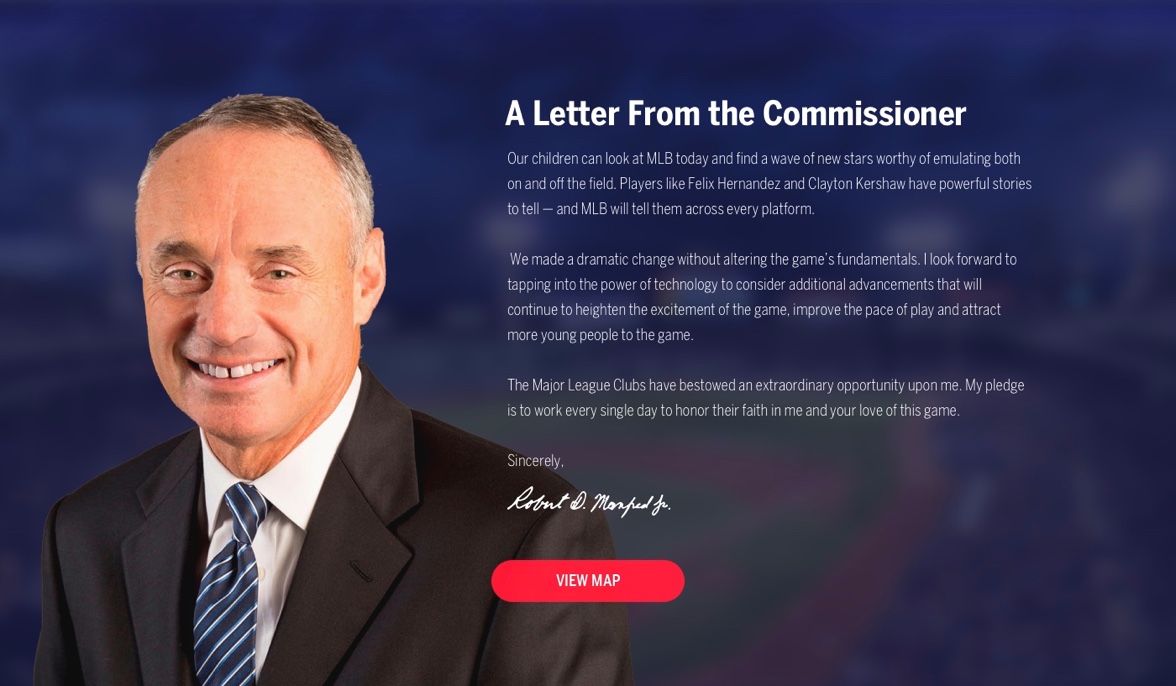 A Letter From the Commissioner
Our children can look at MLB today and find a wave of new stars worthy of emulating both
on and off the field. Players like Felix Hernandez and Clayton Kershaw have powerful stories
to tell — and MLB will tell them across every platform.
We made a dramatic change without altering the game's fundamentals. I look forward to
tapping into the power of technology to consider additional advancements that will
continue to heighten the excitement of the game, improve the pace of play and attract
more young people to the game.
The Major League Clubs have bestowed an extraordinary opportunity upon me. My pledge
is to work every single day to honor their faith in me and your love of this game.
Sincerely,
Robert D. Manfred Jr.
VIEW MAP